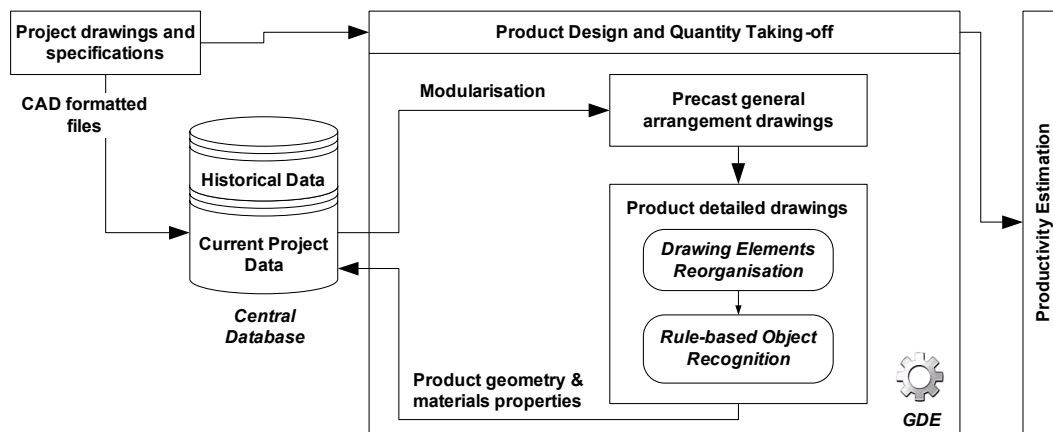 Project drawings and
specifications
Product Design and Quantity Taking-off
CAD formatted
files
Modularisation
Precast general
arrangement drawings
Historical Data
Current Project
Data
Central
Database
Product detailed drawings
Drawing Elements
Reorganisation
Rule-based Object
Recognition
Product geometry &
materials properties
GDE
Productivity Estimation